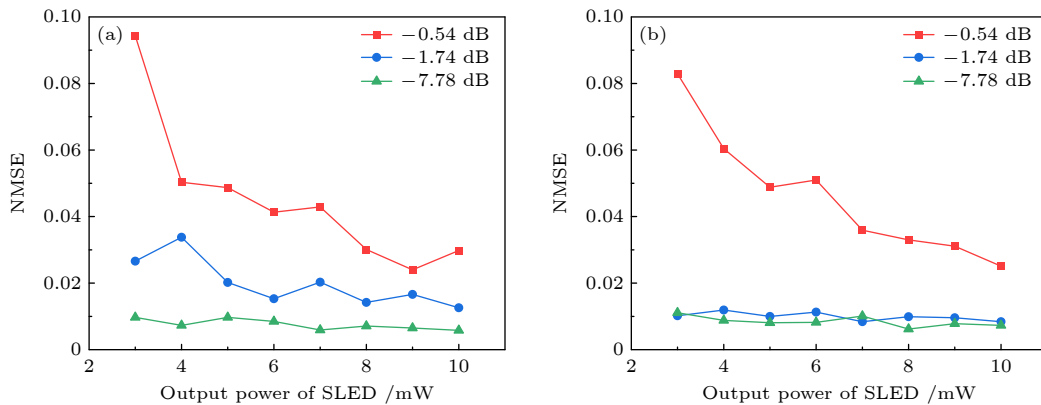 (a)
−0.54 dB
−1.74 dB
−7.78 dB
0.10
0.08
0.06
0.04
0.02
0
NMSE
2 4 6 8 10
Output power of SLED /mW
(b)
−0.54 dB
−1.74 dB
−7.78 dB
0.10
0.08
0.06
0.04
0.02
0
NMSE
2 4 6 8 10
Output power of SLED /mW